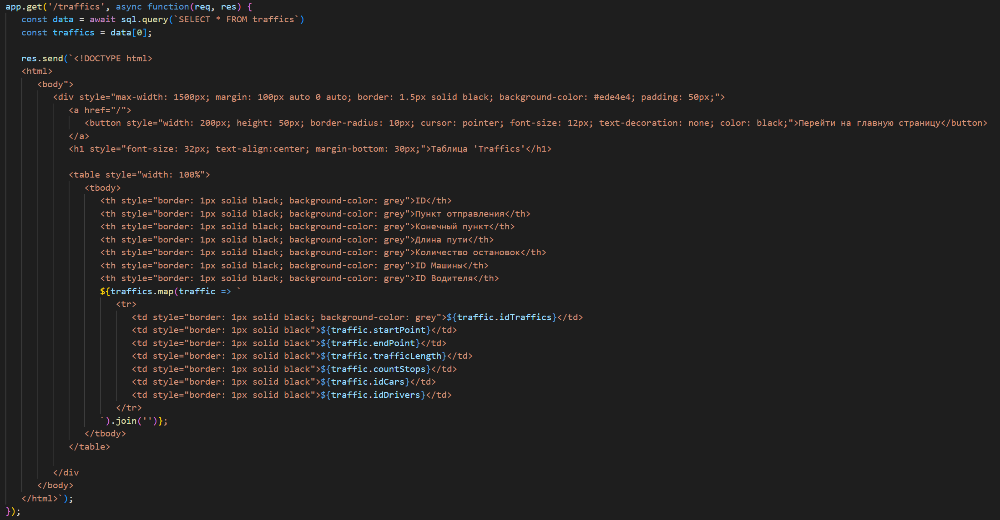 app.get('/traffics', async function(req, res) {
const data = await sql.query(`SELECT * FROM traffics`)
const traffics = data[0];
res.send(`<!DOCTYPE html>
<html>
<body">
<div style="max-width: 1500px; margin: 100px auto 0 auto; border: 1.5px solid black; background-color: #ede4e4; padding: 50px;">
<a href="/">
<button style="width: 200px; height: 50px; border-radius: 10px; cursor: pointer; font-size: 12px; text-decoration: none; color: black;">Перейти на главную страницу</button>
</a>
<h1 style="font-size: 32px; text-align:center; margin-bottom: 30px;">Таблица 'Traffics'</h1>
<table style="width: 100%">
<tbody>
<th style="border: 1px solid black; background-color: grey">ID</th>
<th style="border: 1px solid black; background-color: grey">Пункт отправления</th>
<th style="border: 1px solid black; background-color: grey">Конечный пункт</th>
<th style="border: 1px solid black; background-color: grey">Длина пути</th>
<th style="border: 1px solid black; background-color: grey">Количество остановок</th>
<th style="border: 1px solid black; background-color: grey">ID Машины</th>
<th style="border: 1px solid black; background-color: grey">ID Водителя</th>
${traffics.map(traffic => `
<tr>
<td style="border: 1px solid black; background-color: grey">${traffic.idTraffics}</td>
<td style="border: 1px solid black">${traffic.startPoint}</td>
<td style="border: 1px solid black">${traffic.endPoint}</td>
<td style="border: 1px solid black">${traffic.trafficLength}</td>
<td style="border: 1px solid black">${traffic.countStops}</td>
<td style="border: 1px solid black">${traffic.idCars}</td>
<td style="border: 1px solid black">${traffic.idDrivers}</td>
</tr>
`).join('')};
</tbody>
</table>
</div
</body>
</html>`);
});